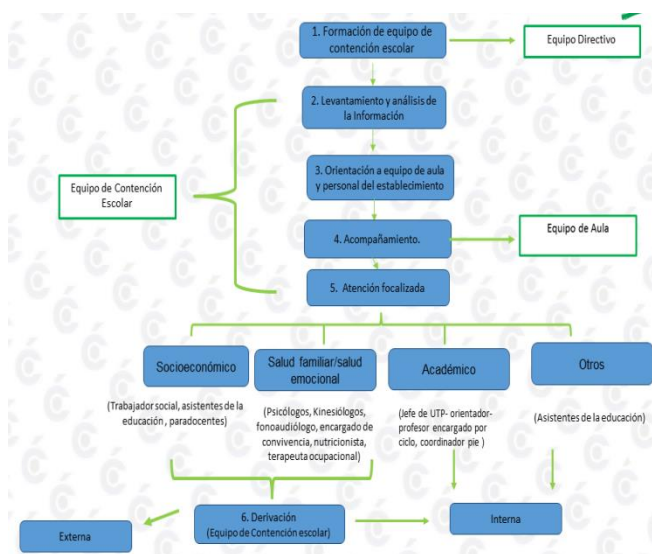 1. Formación de equipo de
contención escolar
Equipo Directivo
2. Levantamiento y análisis de
la Información
3. Orientación a equipo de aula
y personal del establecimiento
Equipo de Contención
Escolar
4. Acompañamiento.
Equipo de Aula
5. Atención focalizada
Socioeconómico
(Trabajador social, asistentes de la
educación , paradocentes)
Salud familiar/salud
emocional
(Psicólogos, Kinesiólogos,
fonoaudiólogo, encargado de
convivencia, nutricionista,
terapeuta ocupacional)
Académico
(Jefe de UTP- orientador-
profesor encargado por
ciclo, coordinador pie )
Otros
(Asistentes de la educación)
6. Derivación
(Equipo de Contención escolar)
Externa
Interna